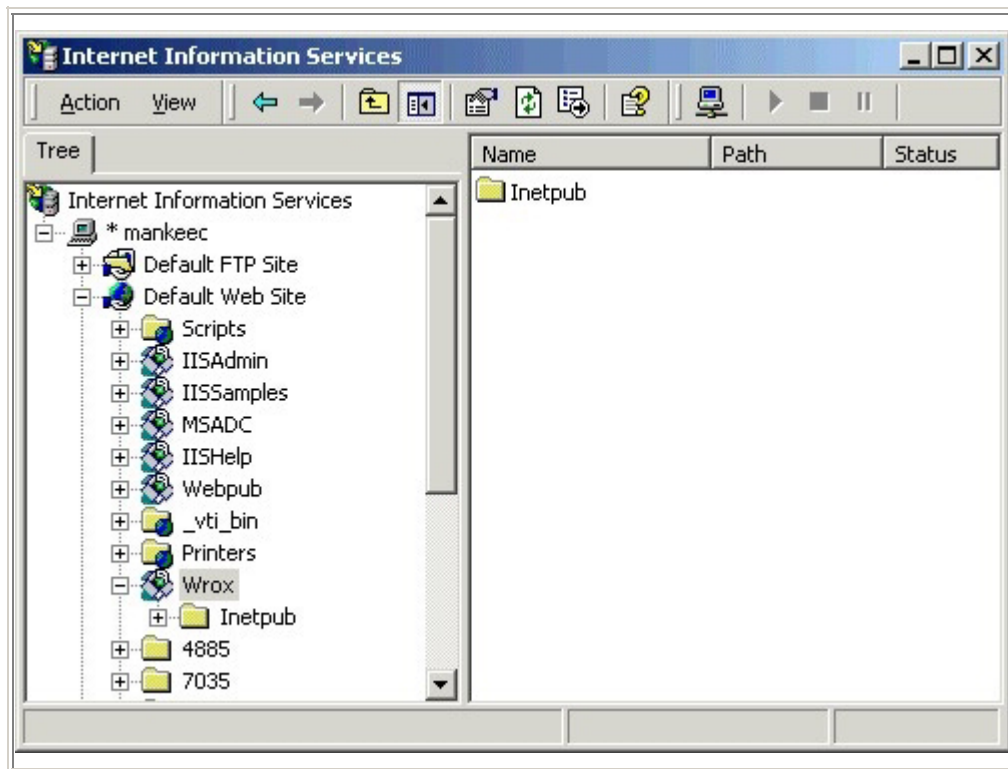 Internet Information Services
Action View
Tree
Name Path Status
Internet Information Services
Inetpub
* mankeec
Default FTP Site
Default Web Site
Scripts
IISAdmin
IISSamples
MSADC
IISHelp
Webpub
_vti_bin
Printers
Wrox
Inetpub
4885
7035